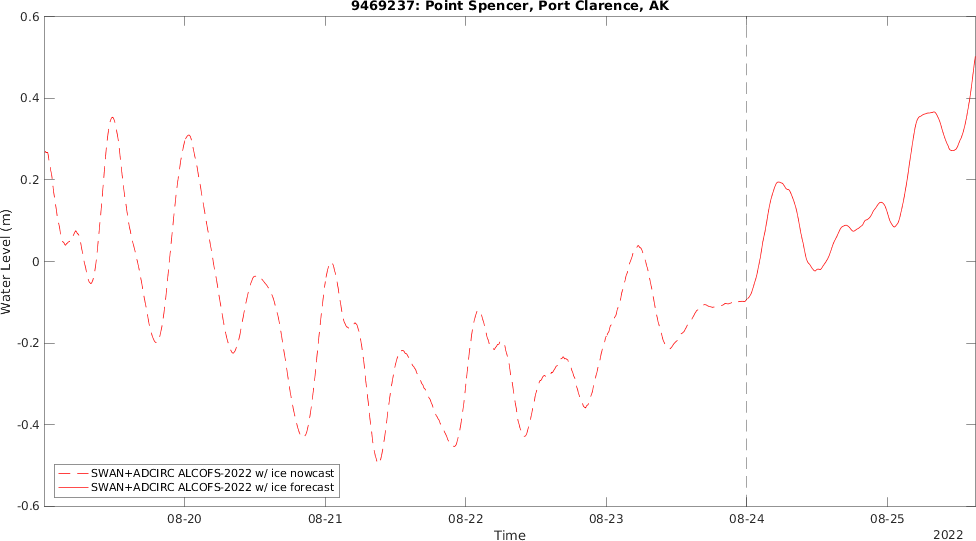 9469237: Point Spencer, Port Clarence, AK
0.6
0.4
0.2
0
-0.2
-0.4
-0.6
Water Level (m)
SWAN+ADCIRC ALCOFS-2022 w/ ice nowcast
SWAN+ADCIRC ALCOFS-2022 w/ ice forecast
08-20 08-21 08-22 08-23 08-24 08-25
Time
2022